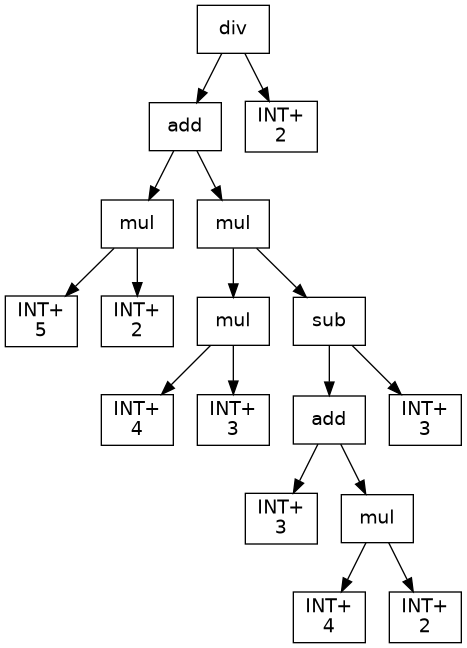 div
add
INT+
2
mul
mul
INT+
5
INT+
2
mul
sub
INT+
4
INT+
3
add
INT+
3
INT+
3
mul
INT+
4
INT+
2